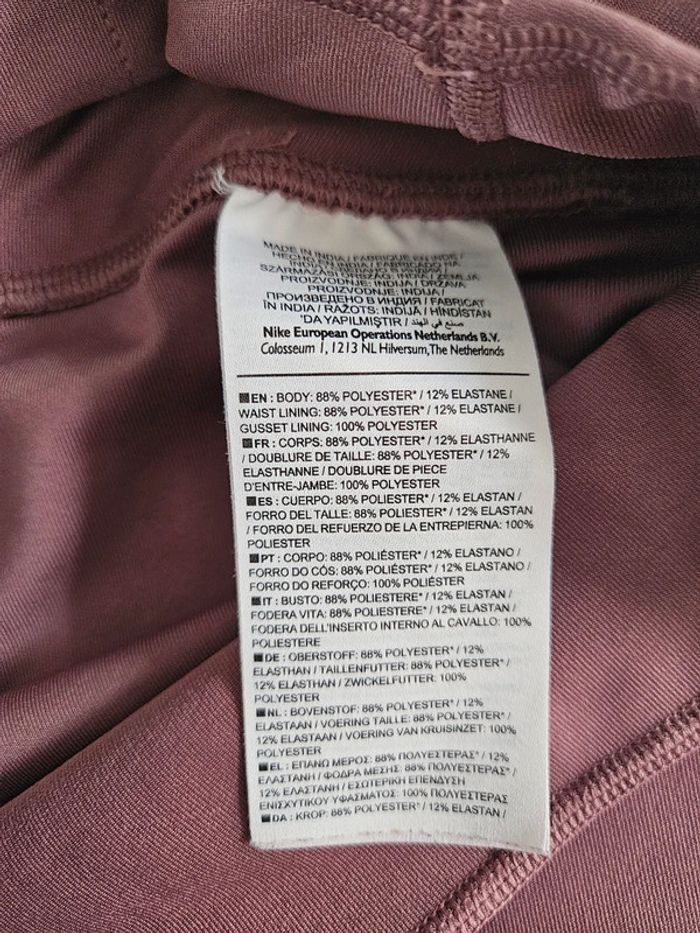 MADE IN INDIA / FABRIQUE EN INDE /
HECHO EN INDIA / FABRICADO NA
SZÁRMAZÁSI ORSZÁG: INDIA / ZEMLJA
PROIZVODNJE: INDIJA / DRŽAVA
PROIZVODNJE: INDIJA /
ПРОИЗВЕДЕНО В ИНДИЯ / FABRICAT
ÎN INDIA / RAŽOTS: INDIJĀ / HİNDİSTAN
'DA YAPILMIŞTIR / صنع في الهند
Nike European Operations Netherlands B.V.
Colosseum 1, 1213 NL Hilversum, The Netherlands
EN : BODY: 88% POLYESTER* / 12% ELASTANE /
WAIST LINING: 88% POLYESTER* / 12% ELASTANE /
GUSSET LINING: 100% POLYESTER
FR : CORPS: 88% POLYESTER* / 12% ELASTHANNE
/ DOUBLURE DE TAILLE: 88% POLYESTER* / 12%
ELASTHANNE / DOUBLURE DE PIECE
D'ENTRE-JAMBE: 100% POLYESTER
ES : CUERPO: 88% POLIESTER* / 12% ELASTAN /
FORRO DEL TALLE: 88% POLIESTER* / 12% ELASTAN
/ FORRO DEL REFUERZO DE LA ENTREPIERNA: 100%
POLIESTER
PT : CORPO: 88% POLIÉSTER* / 12% ELASTANO /
FORRO DO CÓS: 88% POLIÉSTER* / 12% ELASTANO /
FORRO DO REFORÇO: 100% POLIÉSTER
IT : BUSTO: 88% POLIESTERE* / 12% ELASTAN /
FODERA VITA: 88% POLIESTERE* / 12% ELASTAN /
FODERA DELL'INSERTO INTERNO AL CAVALLO: 100%
POLIESTERE
DE : OBERSTOFF: 88% POLYESTER* / 12%
ELASTHAN / TAILLENFUTTER: 88% POLYESTER* /
12% ELASTHAN / ZWICKELFUTTER: 100%
POLYESTER
NL : BOVENSTOF: 88% POLYESTER* / 12%
ELASTAAN / VOERING TAILLE: 88% POLYESTER* /
12% ELASTAAN / VOERING VAN KRUISINZET: 100%
POLYESTER
EL : ΕΠΑΝΩ ΜΕΡΟΣ: 88% ΠΟΛΥΕΣΤΕΡΑΣ* / 12%
ΕΛΑΣΤΑΝΗ / ΦΟΔΡΑ ΜΕΣΗΣ: 88% ΠΟΛΥΕΣΤΕΡΑΣ* /
12% ΕΛΑΣΤΑΝΗ / ΕΣΩΤΕΡΙΚΗ ΕΠΕΝΔΥΣΗ
ΕΝΙΣΧΥΤΙΚΟΥ ΥΦΑΣΜΑΤΟΣ: 100% ΠΟΛΥΕΣΤΕΡΑΣ
DA : KROP: 88% POLYESTER* / 12% ELASTAN /